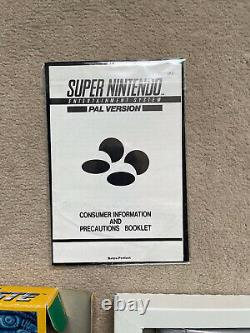 SUPER NINTENDO
ENTERTAINMENT SYSTEM
PAL VERSION
CONSUMER INFORMATION
AND
PRECAUTIONS BOOKLET